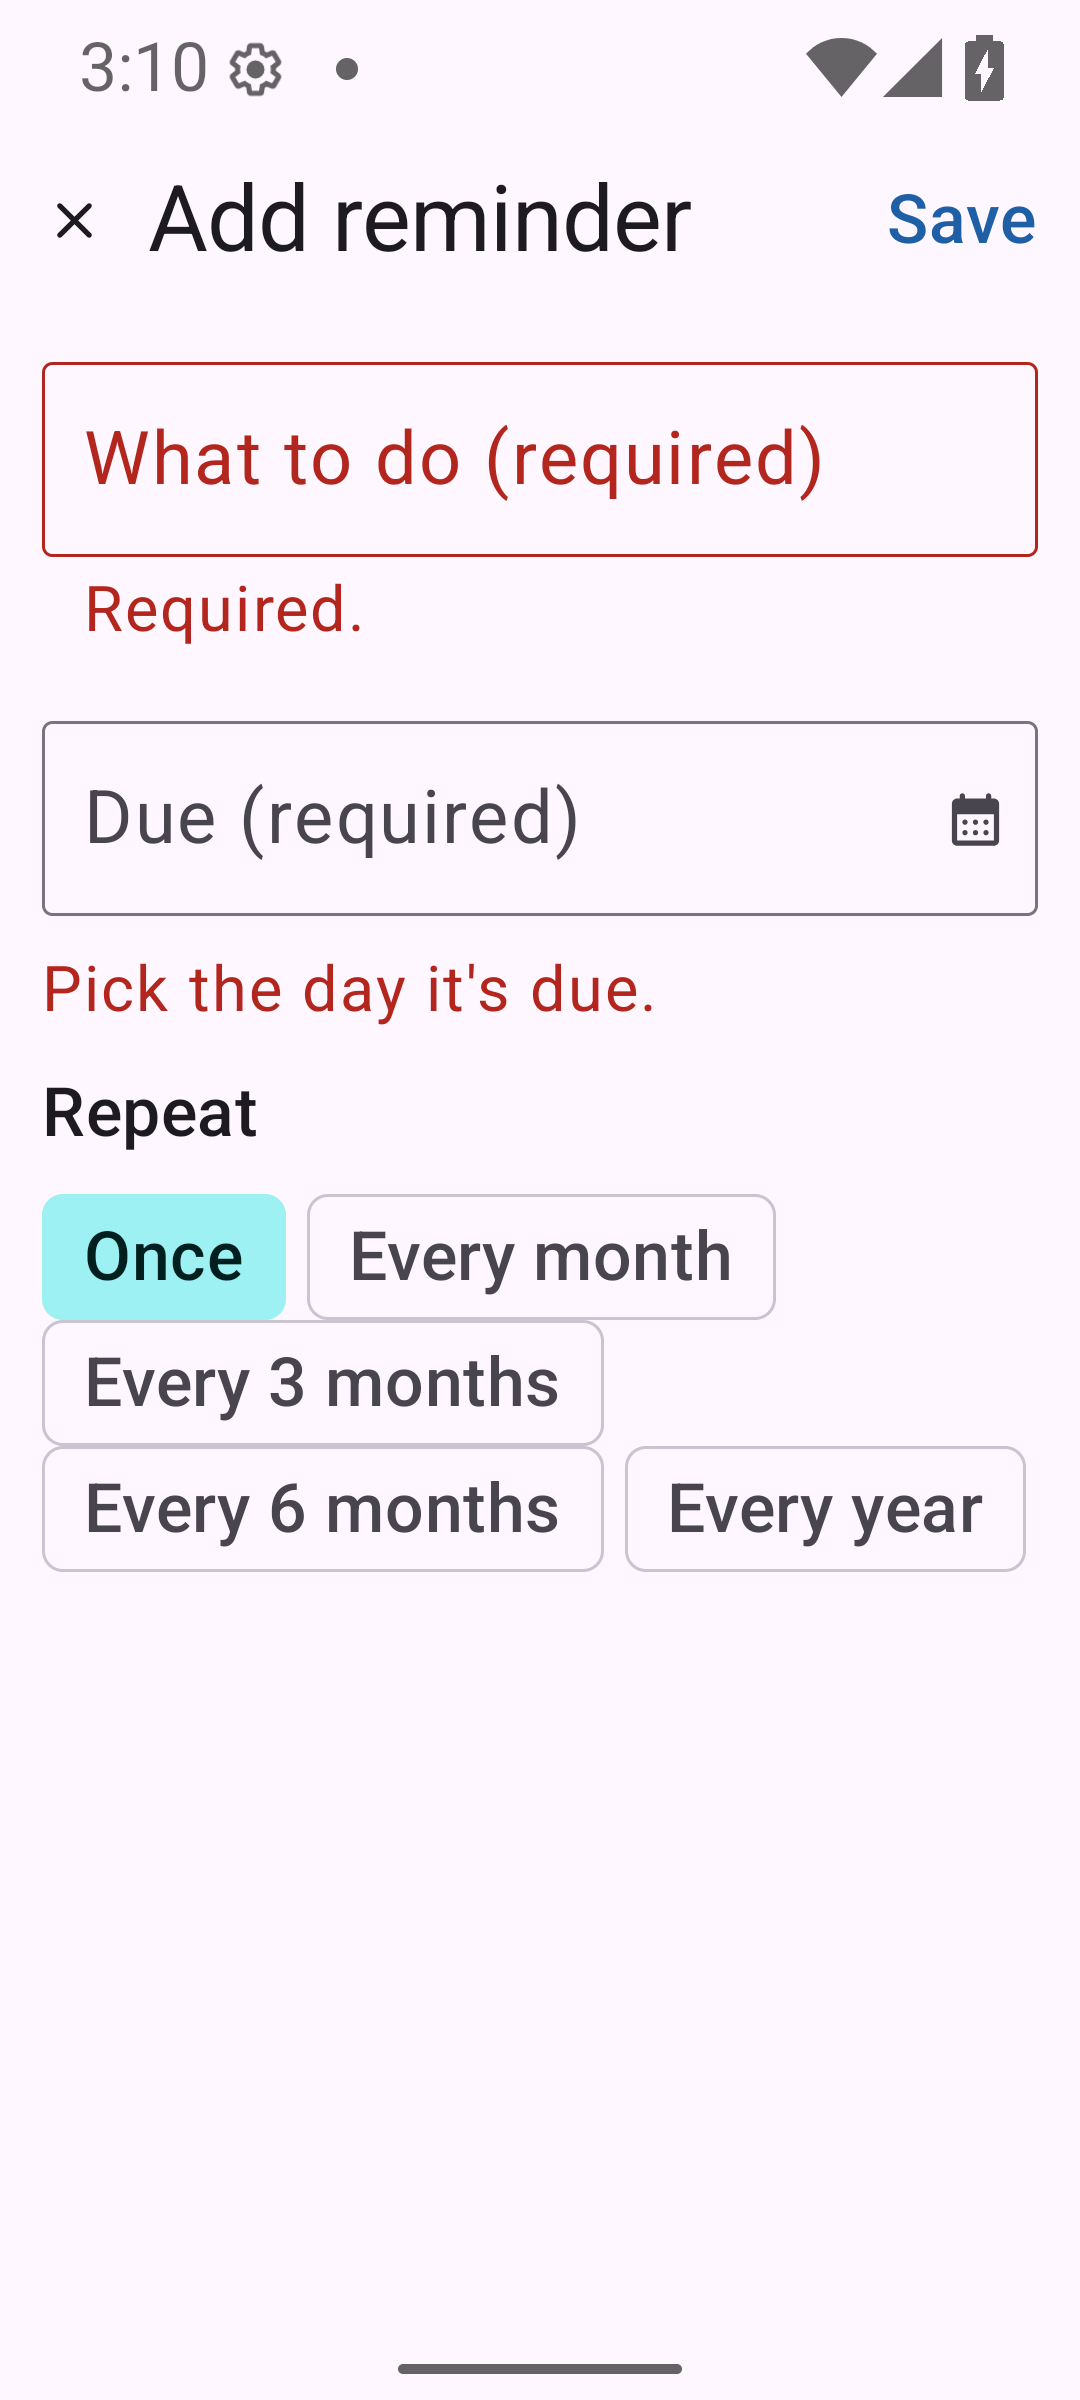 3:10
Add reminder
Save
What to do (required)
Required.
Due (required)
Pick the day it's due.
Repeat
Once
Every month
Every 3 months
Every 6 months
Every year